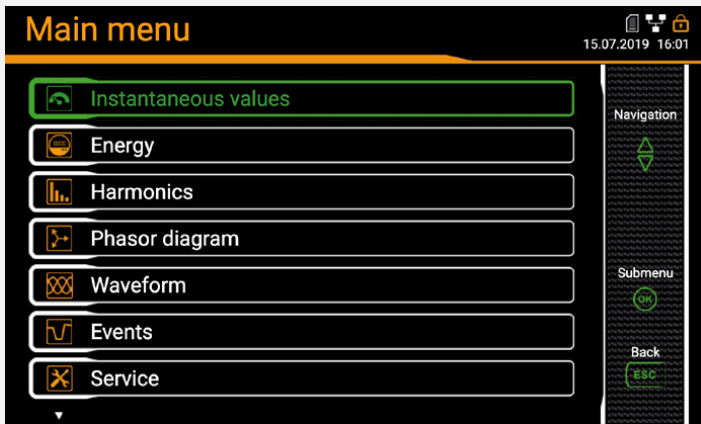 Main menu
15.07.2019 16:01
Instantaneous values
Energy
Harmonics
Phasor diagram
Waveform
Events
Service
Navigation
Submenu
OK
Back
ESC